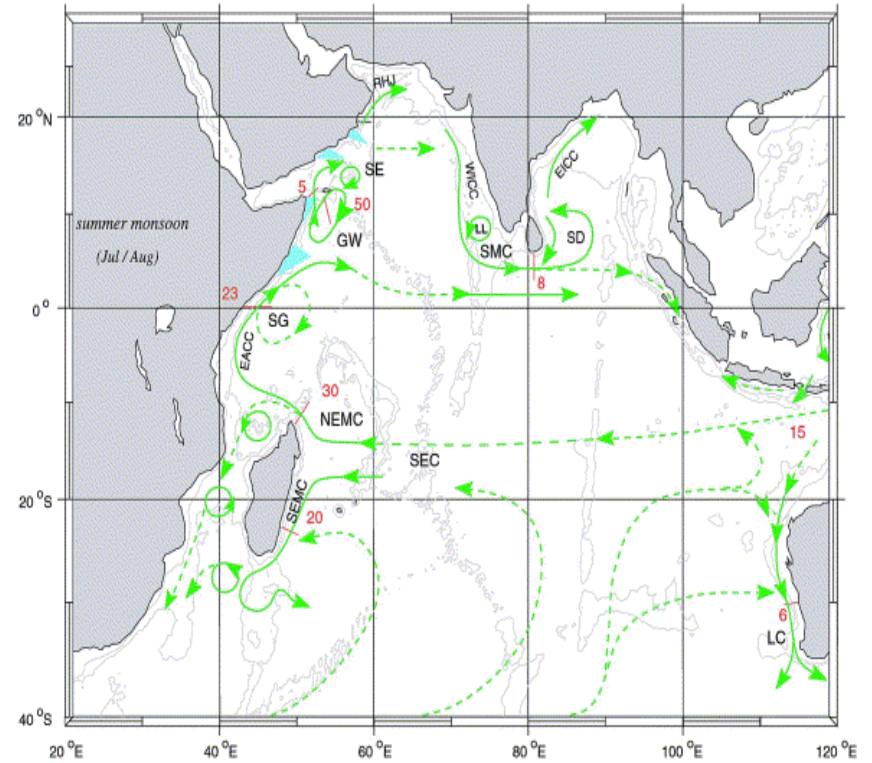 RHJ
20 °N
SE
WICC
EICC
5
50
summer monsoon
(Jul / Aug)
GW
LL
SMC
SD
8
23
0°
SG
EACC
30
NEMC
15
SEC
20 °S
SEMC
20
6
LC
40 °S
20 °E
40 °E
60 °E
80 °E
100 °E
120 °E